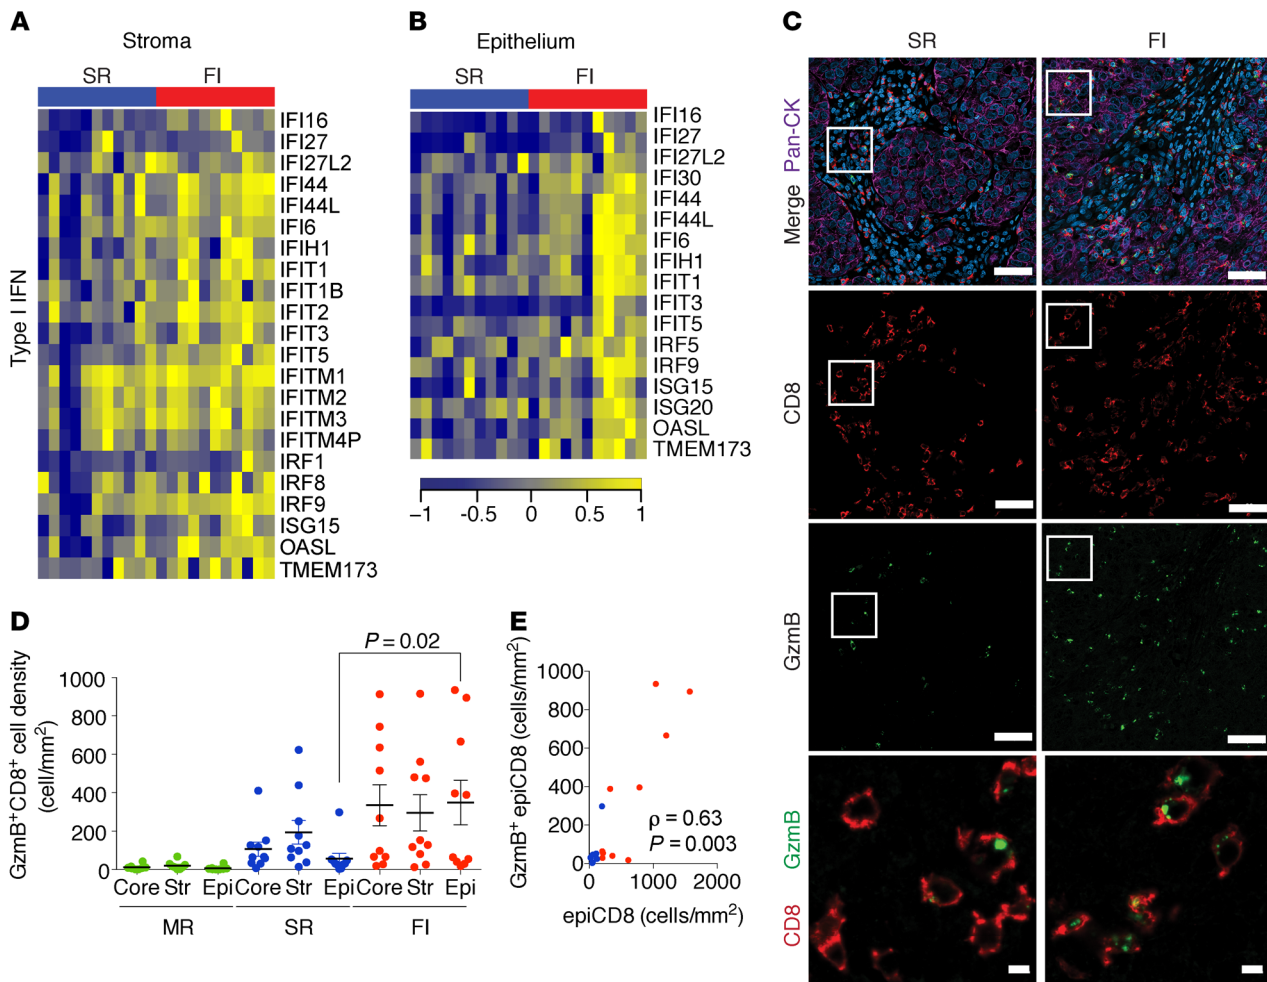 A
Stroma
SR FI
Type I IFN
IFI16
IFI27
IFI27L2
IFI44
IFI44L
IFI6
IFIH1
IFIT1
IFIT1B
IFIT2
IFIT3
IFIT5
IFITM1
IFITM2
IFITM3
IFITM4P
IRF1
IRF8
IRF9
ISG15
OASL
TMEM173
B
Epithelium
SR FI
IFI16
IFI27
IFI27L2
IFI30
IFI44
IFI44L
IFI6
IFIH1
IFIT1
IFIT3
IFIT5
IRF5
IRF9
ISG15
ISG20
OASL
TMEM173
−1 -0.5 0 0.5 1
C
SR FI
Merge Pan-CK
CD8
GzmB
CD8 GzmB
D
GzmB⁺CD8⁺ cell density
(cell/mm²)
1000
800
600
400
200
0
P = 0.02
Core Str Epi Core Str Epi Core Str Epi
MR SR FI
E
GzmB⁺ epiCD8 (cells/mm²)
1000
800
600
400
200
0
ρ = 0.63
P = 0.003
0 1000 2000
epiCD8 (cells/mm²)